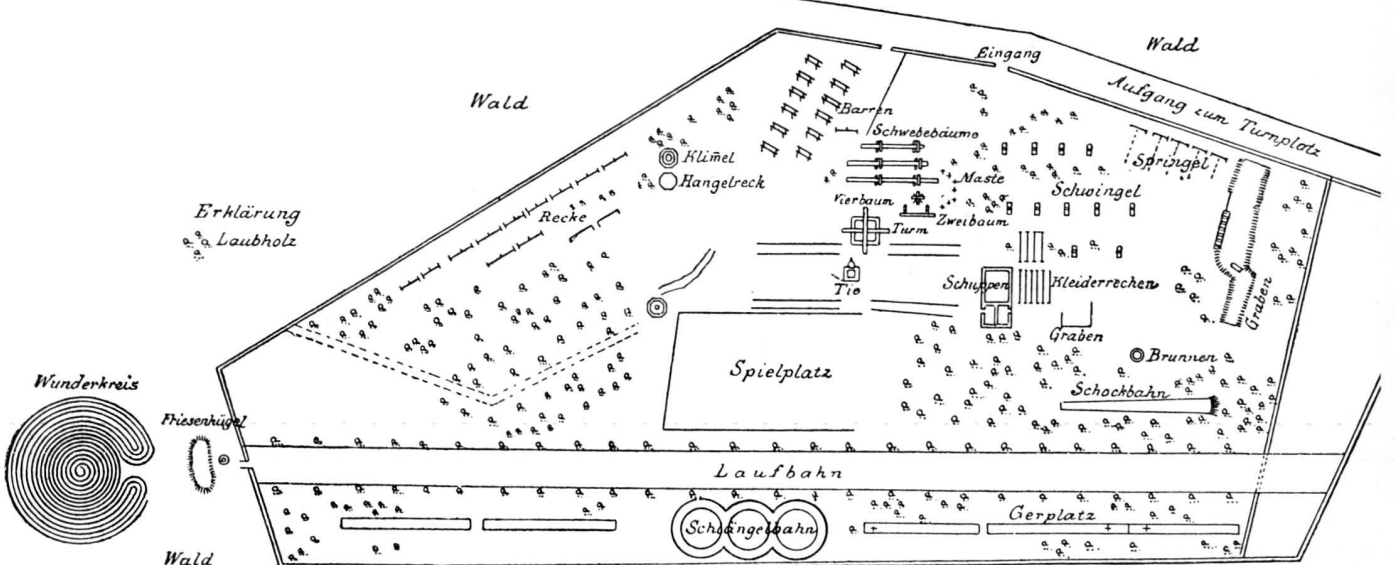 Wald
Eingang
Wald
Aufgang zum Turnplatz
Barren
Schwebebäume
Springel
Klimel
Hangelreck
Maste
Schwingel
Vierbaum
Zweibaum
Turm
Recke
Erklärung
Laubholz
Tie
Schuppen
Kleiderrechen
Graben
Graben
Brunnen
Spielplatz
Schockbahn
Wunderkreis
Friesenhügel
Laufbahn
Gerplatz
Schlängelbahn
Wald